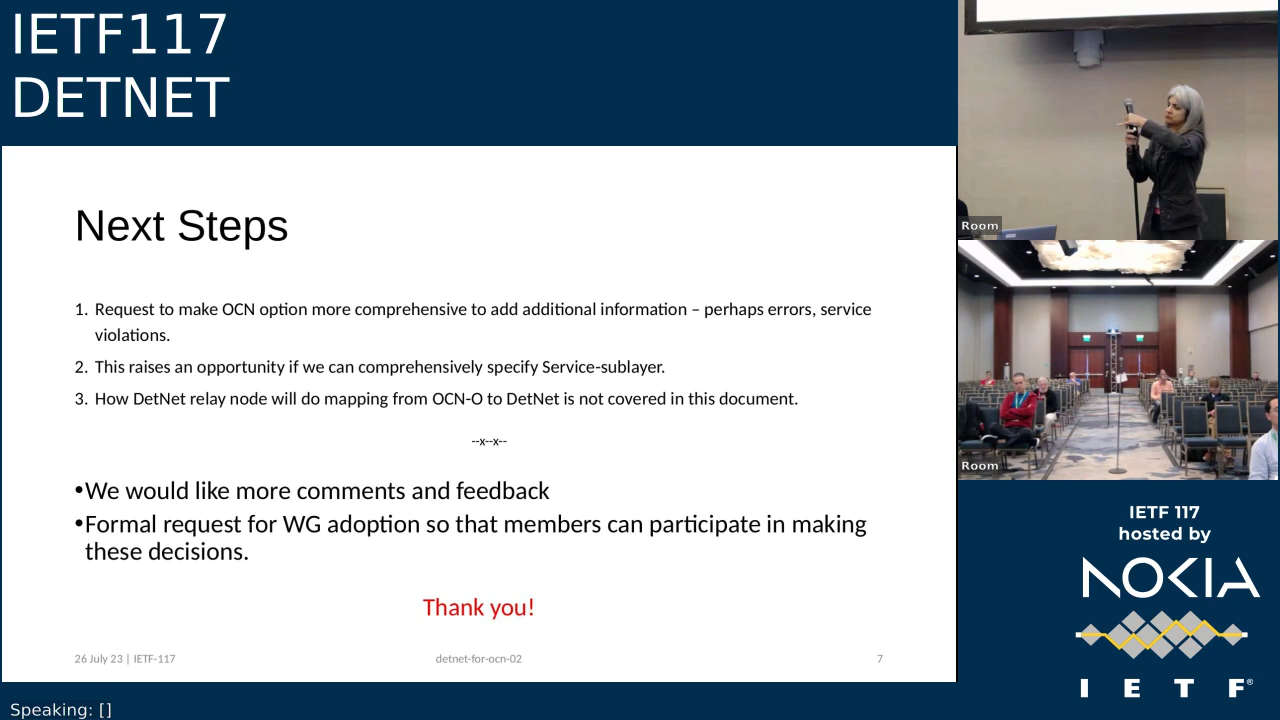 IETF117
DETNET
Next Steps
1. Request to make OCN option more comprehensive to add additional information – perhaps errors, service
violations.
2. This raises an opportunity if we can comprehensively specify Service-sublayer.
3. How DetNet relay node will do mapping from OCN-O to DetNet is not covered in this document.
--x--x--
•We would like more comments and feedback
•Formal request for WG adoption so that members can participate in making
these decisions.
Thank you!
26 July 23 | IETF-117
detnet-for-ocn-02
7
Speaking: []
Room
Room
IETF 117
hosted by
NOKIA
I E T F®